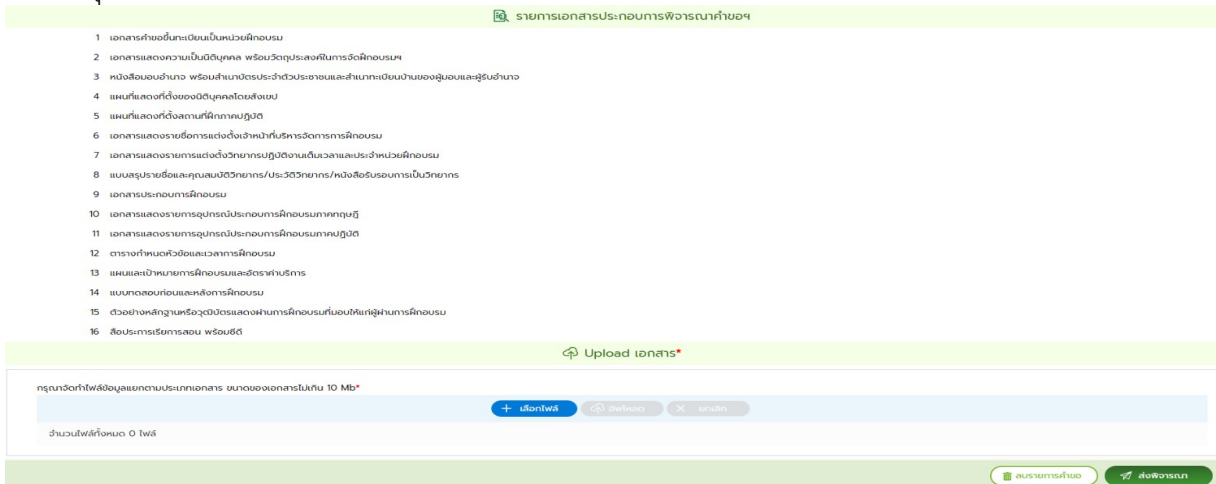 รายการเอกสารประกอบการพิจารณาคำขอฯ
1 เอกสารคำขอขึ้นทะเบียนเป็นหน่วยฝึกอบรม
2 เอกสารแสดงความเป็นนิติบุคคล พร้อมวัตถุประสงค์ในการจัดฝึกอบรมฯ
3 หนังสือมอบอำนาจ พร้อมสำเนาบัตรประจำตัวประชาชนและสำเนาทะเบียนบ้านของผู้มอบและผู้รับอำนาจ
4 แผนที่แสดงที่ตั้งของนิติบุคคลโดยสังเขป
5 แผนที่แสดงที่ตั้งสถานที่ฝึกภาคปฏิบัติ
6 เอกสารแสดงรายชื่อการแต่งตั้งเจ้าหน้าที่บริหารจัดการการฝึกอบรม
7 เอกสารแสดงรายการแต่งตั้งวิทยากรปฏิบัติงานเต็มเวลาและประจำหน่วยฝึกอบรม
8 แบบสรุปรายชื่อและคุณสมบัติวิทยากร/ประวัติวิทยากร/หนังสือรับรอบการเป็นวิทยากร
9 เอกสารประกอบการฝึกอบรม
10 เอกสารแสดงรายการอุปกรณ์ประกอบการฝึกอบรมภาคทฤษฎี
11 เอกสารแสดงรายการอุปกรณ์ประกอบการฝึกอบรมภาคปฏิบัติ
12 ตารางกำหนดหัวข้อและเวลาการฝึกอบรม
13 แผนและเป้าหมายการฝึกอบรมและอัตราค่าบริการ
14 แบบทดสอบก่อนและหลังการฝึกอบรม
15 ตัวอย่างหลักฐานหรือวุฒิบัตรแสดงผ่านการฝึกอบรมที่มอบให้แก่ผู้ผ่านการฝึกอบรม
16 สื่อประการเรียการสอน พร้อมซีดี
Upload เอกสาร*
กรุณาจัดทำไฟล์ข้อมูลแยกตามประเภทเอกสาร ขนาดของเอกสารไม่เกิน 10 Mb*
+ เลือกไฟล์ อัพโหลด × ยกเลิก
จำนวนไฟล์ทั้งหมด 0 ไฟล์
ลบรายการคำขอ ส่งพิจารณา